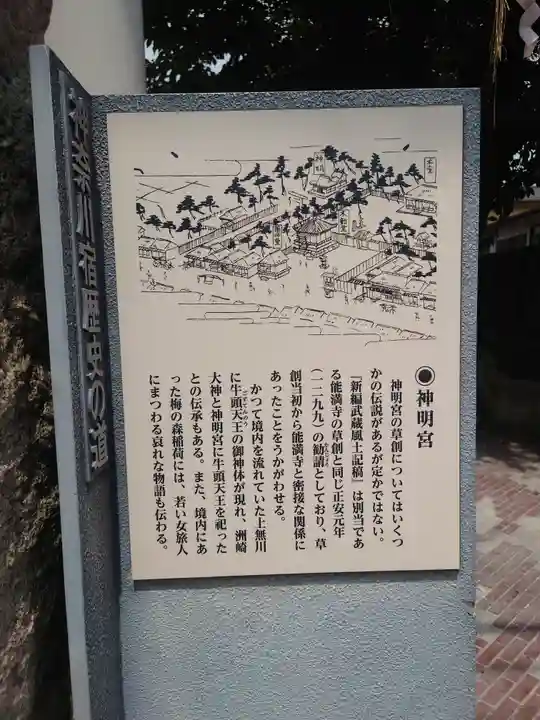 神奈川宿歴史の道
神明
◉神明宮
神明宮の草創についてはいくつ
かの伝説があるが定かではない。
『新編武蔵風土記稿』は別当であ
る能満寺の草創と同じ正安元年
(一二九九)の勧請としており、草
創当初から能満寺と密接な関係に
あったことをうかがわせる。
かつて境内を流れていた上無川
に牛頭天王の御神体が現れ、洲崎
大神と神明宮に牛頭天王を祀った
との伝承もある。また、境内にあ
った梅の森稲荷には、若い女旅人
にまつわる哀れな物語も伝わる。